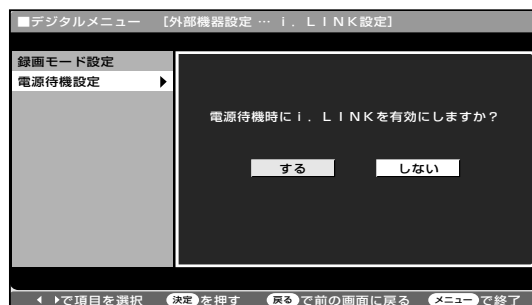 ■デジタルメニュー [外部機器設定 … i．LINK設定]
録画モード設定
電源待機設定
電源待機時にi．LINKを有効にしますか？
する しない
で項目を選択 決定を押す 戻るで前の画面に戻る メニューで終了